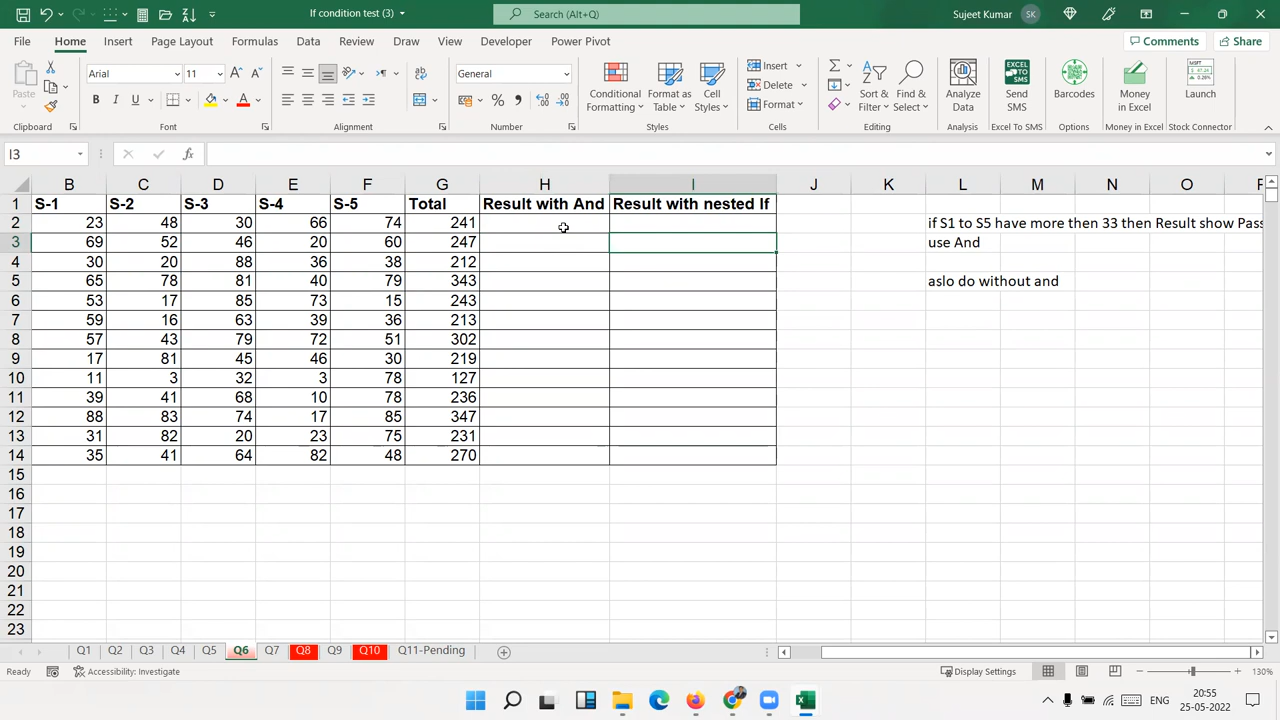 If condition test (3)
Search (Alt+Q)
Sujeet Kumar
SK
File Home Insert Page Layout Formulas Data Review View Draw Developer Power Pivot
Comments
Share
Paste
Arial
11
General
B I U
Conditional Formatting
Format as Table
Cell Styles
Insert
Delete
Format
Sort & Filter
Find & Select
Analyze Data
Send SMS
Barcodes
Money in Excel
Launch
Clipboard
Font
Alignment
Number
Styles
Cells
Editing
Analysis
Excel To SMS
Options
Money in Excel
Stock Connector
I3
fx
B C D E F G H I J K L M N O P
1 S-1 S-2 S-3 S-4 S-5 Total Result with And Result with nested If
2 23 48 30 66 74 241 if S1 to S5 have more then 33 then Result show Pass
3 69 52 46 20 60 247 use And
4 30 20 88 36 38 212
5 65 78 81 40 79 343 aslo do without and
6 53 17 85 73 15 243
7 59 16 63 39 36 213
8 57 43 79 72 51 302
9 17 81 45 46 30 219
10 11 3 32 3 78 127
11 39 41 68 10 78 236
12 88 83 74 17 85 347
13 31 82 20 23 75 231
14 35 41 64 82 48 270
15
16
17
18
19
20
21
22
23
Q1 Q2 Q3 Q4 Q5 Q6 Q7 Q8 Q9 Q10 Q11-Pending
Ready
Accessibility: Investigate
Display Settings
130%
ENG
20:55
25-05-2022